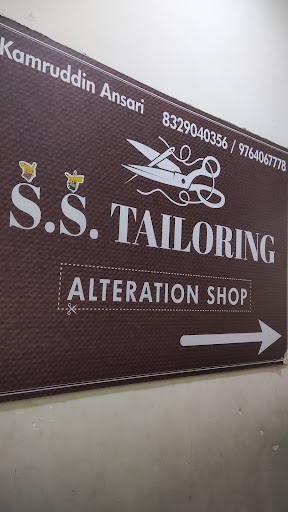 Kamruddin Ansari
8329040356 / 9764067778
S.S. TAILORING
ALTERATION SHOP